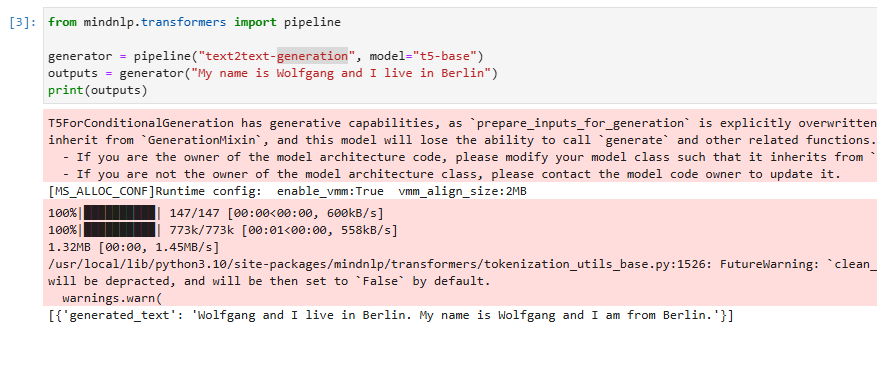 [3]: from mindnlp.transformers import pipeline
generator = pipeline("text2text-generation", model="t5-base")
outputs = generator("My name is Wolfgang and I live in Berlin")
print(outputs)
T5ForConditionalGeneration has generative capabilities, as `prepare_inputs_for_generation` is explicitly overwritten
inherit from `GenerationMixin`, and this model will lose the ability to call `generate` and other related functions.
- If you are the owner of the model architecture code, please modify your model class such that it inherits from `
- If you are not the owner of the model architecture class, please contact the model code owner to update it.
[MS_ALLOC_CONF]Runtime config:  enable_vmm:True  vmm_align_size:2MB
100%|██████████| 147/147 [00:00<00:00, 600kB/s]
100%|██████████| 773k/773k [00:01<00:00, 558kB/s]
1.32MB [00:00, 1.45MB/s]
/usr/local/lib/python3.10/site-packages/mindnlp/transformers/tokenization_utils_base.py:1526: FutureWarning: `clean_
will be depracted, and will be then set to `False` by default.
warnings.warn(
[{'generated_text': 'Wolfgang and I live in Berlin. My name is Wolfgang and I am from Berlin.'}]